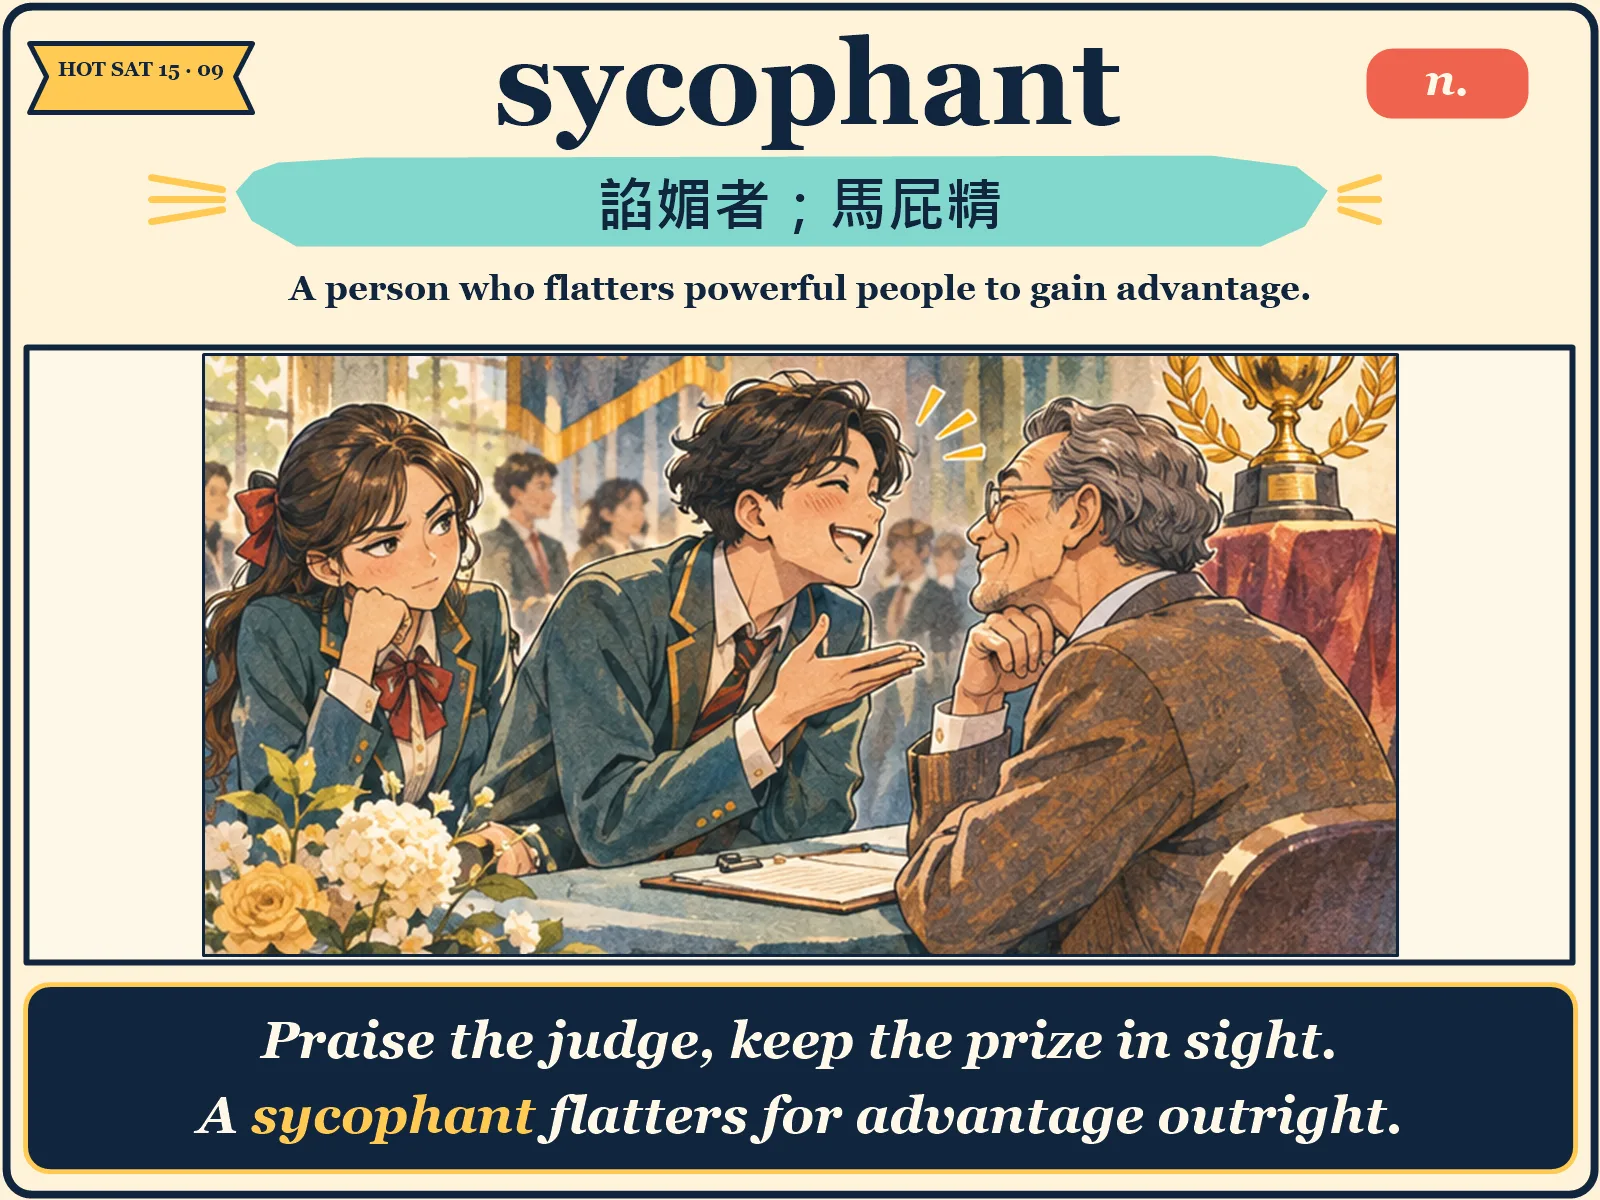 HOT SAT 15 · 09
sycophant
n.
諂媚者；馬屁精
A person who flatters powerful people to gain advantage.
Praise the judge, keep the prize in sight.
A sycophant flatters for advantage outright.